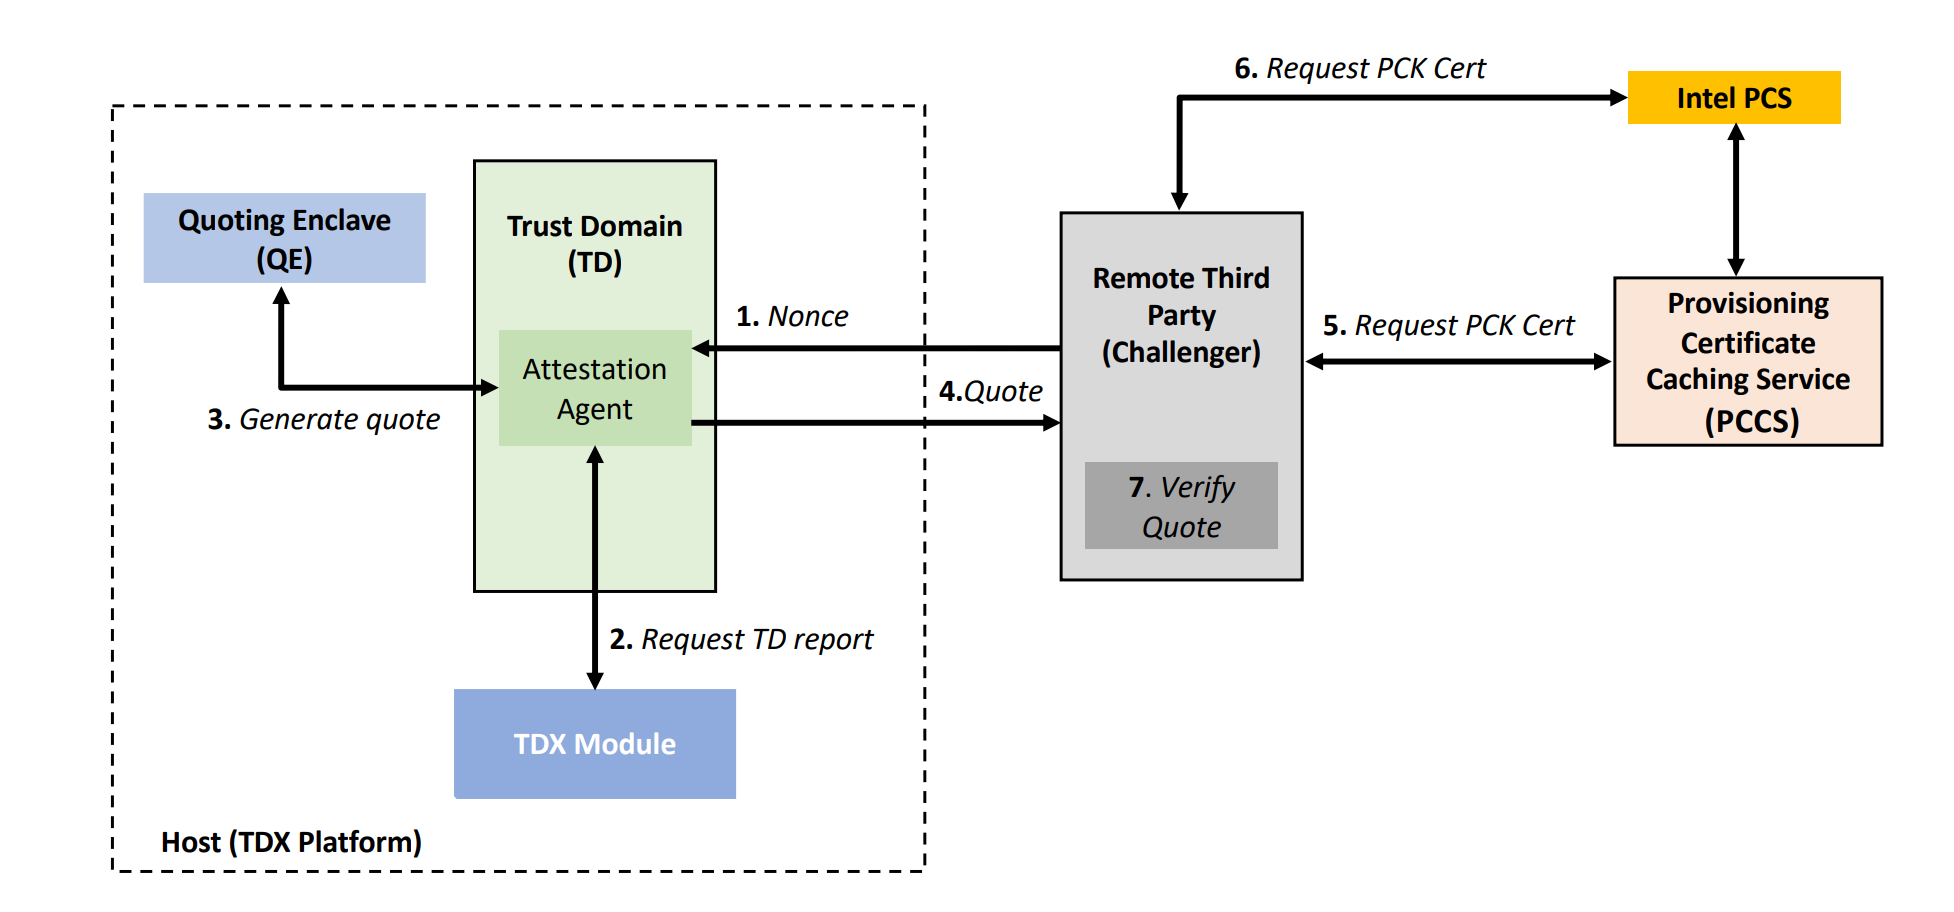 6. Request PCK Cert
Intel PCS
Quoting Enclave
(QE)
Trust Domain
(TD)
1. Nonce
Remote Third
Party
(Challenger)
5. Request PCK Cert
Provisioning
Certificate
Caching Service
(PCCS)
Attestation
Agent
4.Quote
3. Generate quote
7. Verify
Quote
2. Request TD report
TDX Module
Host (TDX Platform)